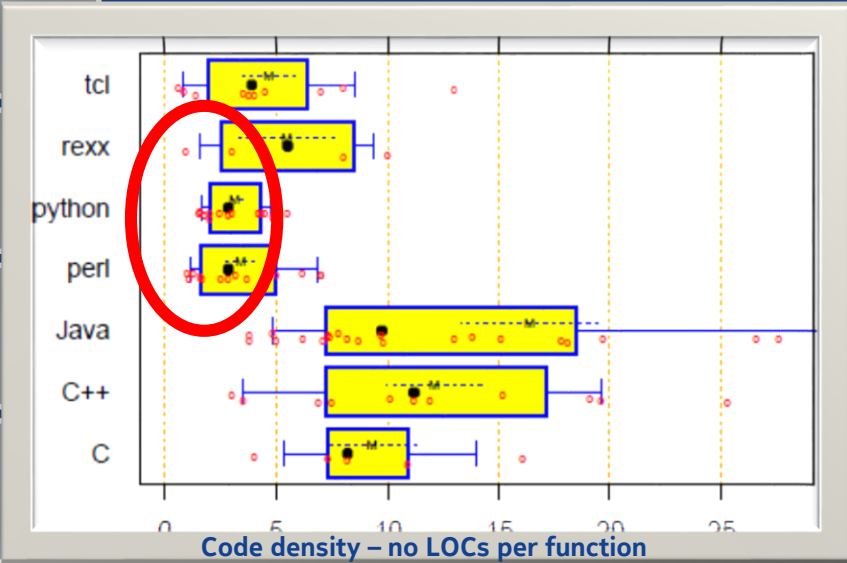 tcl
M
rexx
M
python
M
perl
M
Java
M
C++
M
C
M
0 5 10 15 20 25
Code density – no LOCs per function